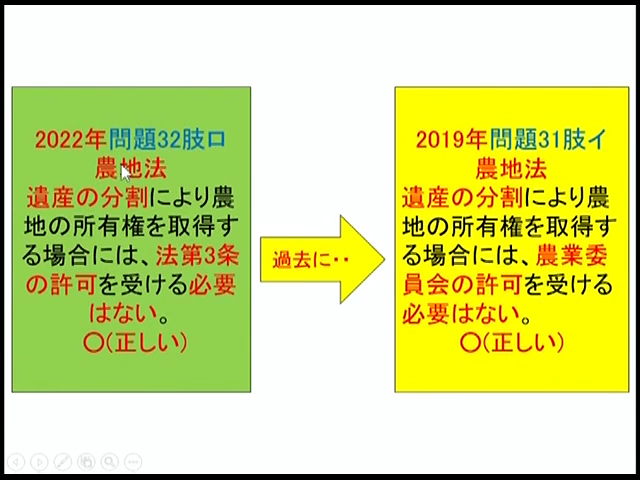 2022年問題32肢ロ
農地法
遺産の分割により農
地の所有権を取得す
る場合には、法第3条
の許可を受ける必要
はない。
〇(正しい)
過去に・・
2019年問題31肢イ
農地法
遺産の分割により農
地の所有権を取得す
る場合には、農業委
員会の許可を受ける
必要はない。
〇(正しい)